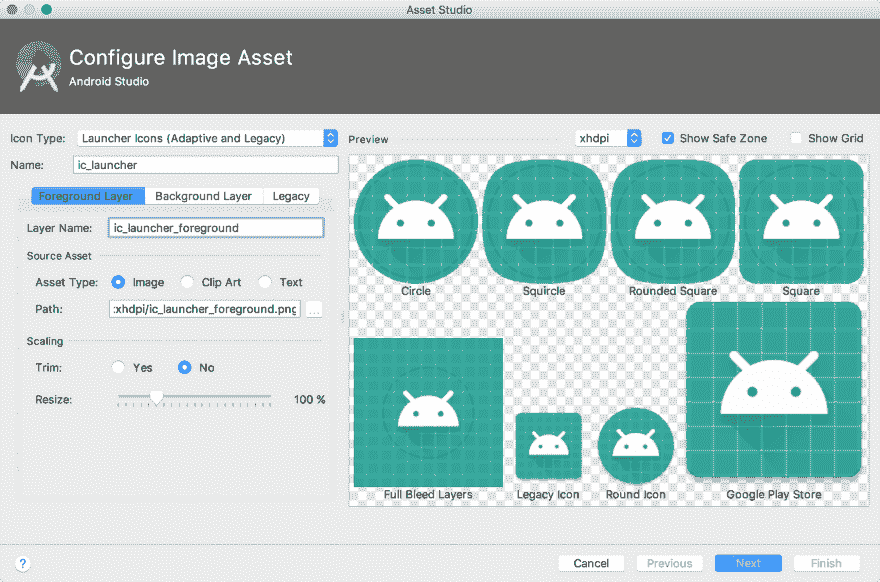 Asset Studio
Configure Image Asset
Android Studio
Icon Type: Launcher Icons (Adaptive and Legacy)
Preview xhdpi Show Safe Zone Show Grid
Name: ic_launcher
Foreground Layer Background Layer Legacy
Layer Name: ic_launcher_foreground
Source Asset
Asset Type: Image Clip Art Text
Path: :xhdpi/ic_launcher_foreground.png ...
Scaling
Trim: Yes No
Resize: 100 %
Circle Squircle Rounded Square Square
Full Bleed Layers Legacy Icon Round Icon Google Play Store
? Cancel Previous Next Finish